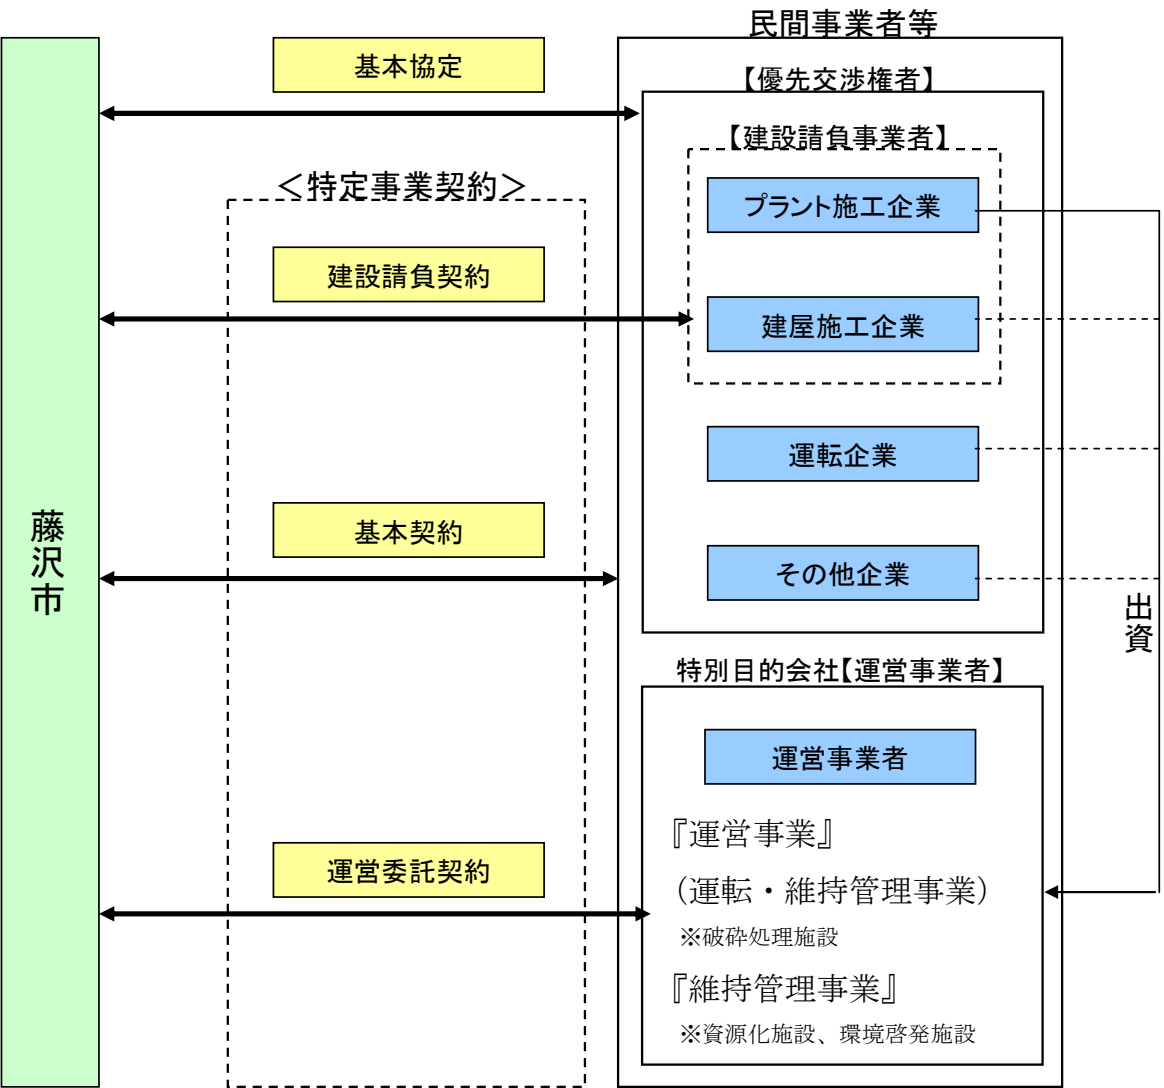 民間事業者等
基本協定
【優先交渉権者】
【建設請負事業者】
＜特定事業契約＞
プラント施工企業
建設請負契約
建屋施工企業
運転企業
藤沢市
基本契約
その他企業
出資
特別目的会社【運営事業者】
運営事業者
『運営事業』
運営委託契約
（運転・維持管理事業）
※破砕処理施設
『維持管理事業』
※資源化施設、環境啓発施設